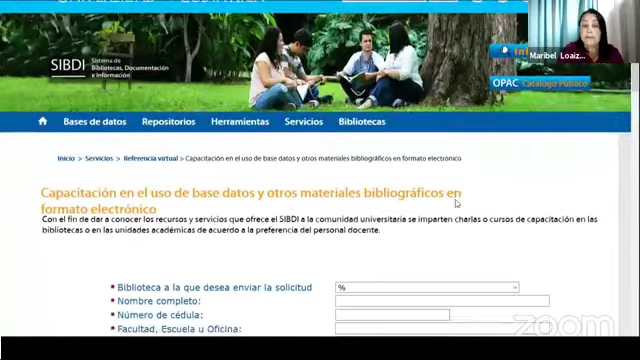 SIBDI
Sistema de
Bibliotecas, Documentación
e Información
Maribel Loaiz...
OPAC Catálogo Público
Bases de datos Repositorios Herramientas Servicios Bibliotecas
Inicio > Servicios > Referencia virtual > Capacitación en el uso de base datos y otros materiales bibliográficos en formato electrónico
Capacitación en el uso de base datos y otros materiales bibliográficos en
formato electrónico
Con el fin de dar a conocer los recursos y servicios que ofrece el SIBDI a la comunidad universitaria se imparten charlas o cursos de capacitación en las
bibliotecas o en las unidades académicas de acuerdo a la preferencia del personal docente.
* Biblioteca a la que desea enviar la solicitud %
* Nombre completo:
* Número de cédula:
* Facultad, Escuela u Oficina:
zoom